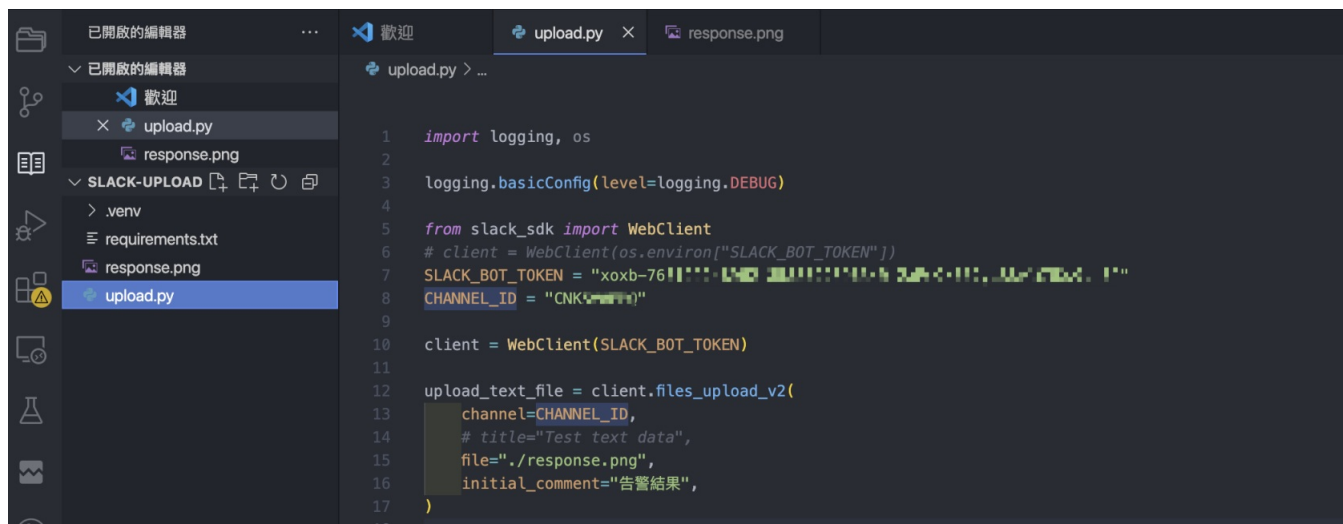 已開啟的編輯器 ...
歡迎
upload.py
response.png
已開啟的編輯器
歡迎
upload.py
response.png
SLACK-UPLOAD
.venv
requirements.txt
response.png
upload.py
upload.py > ...
1 import logging, os
2
3 logging.basicConfig(level=logging.DEBUG)
4
5 from slack_sdk import WebClient
6 # client = WebClient(os.environ["SLACK_BOT_TOKEN"])
7 SLACK_BOT_TOKEN = "xoxb-76"
8 CHANNEL_ID = "CNK"
9
10 client = WebClient(SLACK_BOT_TOKEN)
11
12 upload_text_file = client.files_upload_v2(
13 channel=CHANNEL_ID,
14 # title="Test text data",
15 file="./response.png",
16 initial_comment="告警結果",
17 )